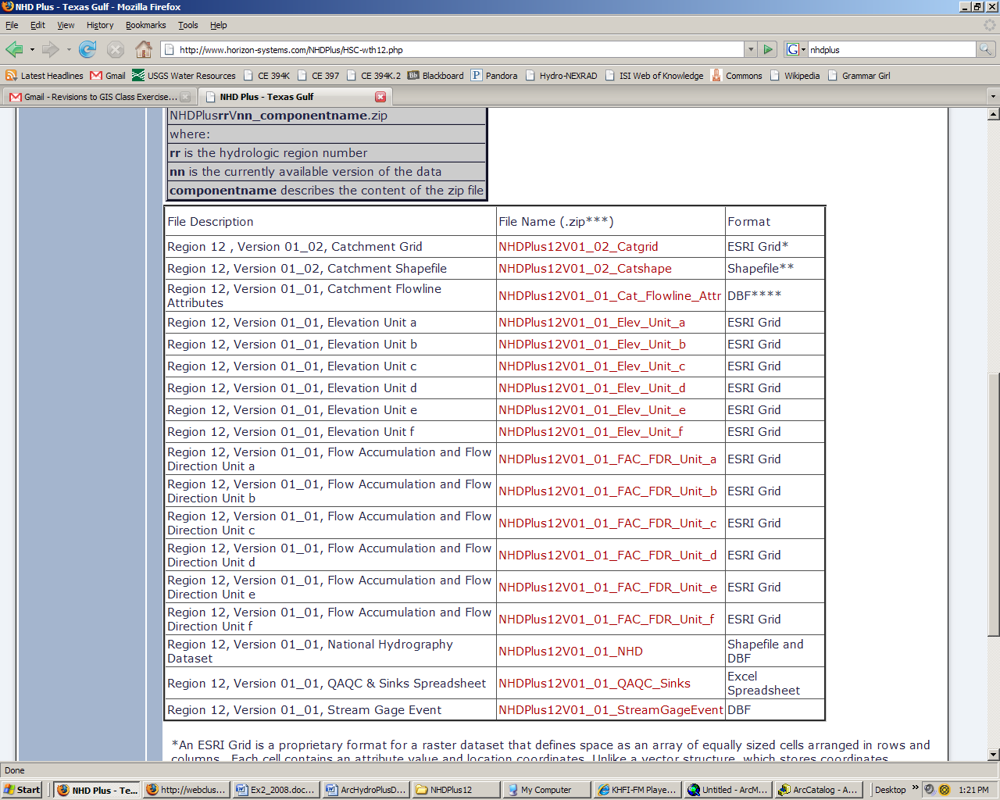 NHD Plus - Texas Gulf - Mozilla Firefox
File Edit View History Bookmarks Tools Help
http://www.horizon-systems.com/NHDPlus/HSC-wth12.php
nhdplus
Latest Headlines Gmail USGS Water Resources CE 394K CE 397 CE 394K.2 Bb Blackboard P Pandora Hydro-NEXRAD ISI Web of Knowledge Commons Wikipedia Grammar Girl
Gmail - Revisions to GIS Class Exercise... NHD Plus - Texas Gulf
NHDPlusrrVnn_componentname.zip
where:
rr is the hydrologic region number
nn is the currently available version of the data
componentname describes the content of the zip file
File Description File Name (.zip***) Format
Region 12 , Version 01_02, Catchment Grid NHDPlus12V01_02_Catgrid ESRI Grid*
Region 12, Version 01_02, Catchment Shapefile NHDPlus12V01_02_Catshape Shapefile**
Region 12, Version 01_01, Catchment Flowline
Attributes NHDPlus12V01_01_Cat_Flowline_Attr DBF****
Region 12, Version 01_01, Elevation Unit a NHDPlus12V01_01_Elev_Unit_a ESRI Grid
Region 12, Version 01_01, Elevation Unit b NHDPlus12V01_01_Elev_Unit_b ESRI Grid
Region 12, Version 01_01, Elevation Unit c NHDPlus12V01_01_Elev_Unit_c ESRI Grid
Region 12, Version 01_01, Elevation Unit d NHDPlus12V01_01_Elev_Unit_d ESRI Grid
Region 12, Version 01_01, Elevation Unit e NHDPlus12V01_01_Elev_Unit_e ESRI Grid
Region 12, Version 01_01, Elevation Unit f NHDPlus12V01_01_Elev_Unit_f ESRI Grid
Region 12, Version 01_01, Flow Accumulation and Flow
Direction Unit a NHDPlus12V01_01_FAC_FDR_Unit_a ESRI Grid
Region 12, Version 01_01, Flow Accumulation and Flow
Direction Unit b NHDPlus12V01_01_FAC_FDR_Unit_b ESRI Grid
Region 12, Version 01_01, Flow Accumulation and Flow
Direction Unit c NHDPlus12V01_01_FAC_FDR_Unit_c ESRI Grid
Region 12, Version 01_01, Flow Accumulation and Flow
Direction Unit d NHDPlus12V01_01_FAC_FDR_Unit_d ESRI Grid
Region 12, Version 01_01, Flow Accumulation and Flow
Direction Unit e NHDPlus12V01_01_FAC_FDR_Unit_e ESRI Grid
Region 12, Version 01_01, Flow Accumulation and Flow
Direction Unit f NHDPlus12V01_01_FAC_FDR_Unit_f ESRI Grid
Region 12, Version 01_01, National Hydrography
Dataset NHDPlus12V01_01_NHD Shapefile and
DBF
Region 12, Version 01_01, QAQC & Sinks Spreadsheet NHDPlus12V01_01_QAQC_Sinks Excel
Spreadsheet
Region 12, Version 01_01, Stream Gage Event NHDPlus12V01_01_StreamGageEvent DBF
*An ESRI Grid is a proprietary format for a raster dataset that defines space as an array of equally sized cells arranged in rows and
columns. Each cell contains an attribute value and location coordinates. Unlike a vector structure, which stores coordinates
Done
Start NHD Plus - Te... http://webclus... Ex2_2008.doc... ArcHydroPlusD... NHDPlus12 My Computer KHFI-FM Playe... Untitled - ArcM... ArcCatalog - A... Desktop » 1:21 PM